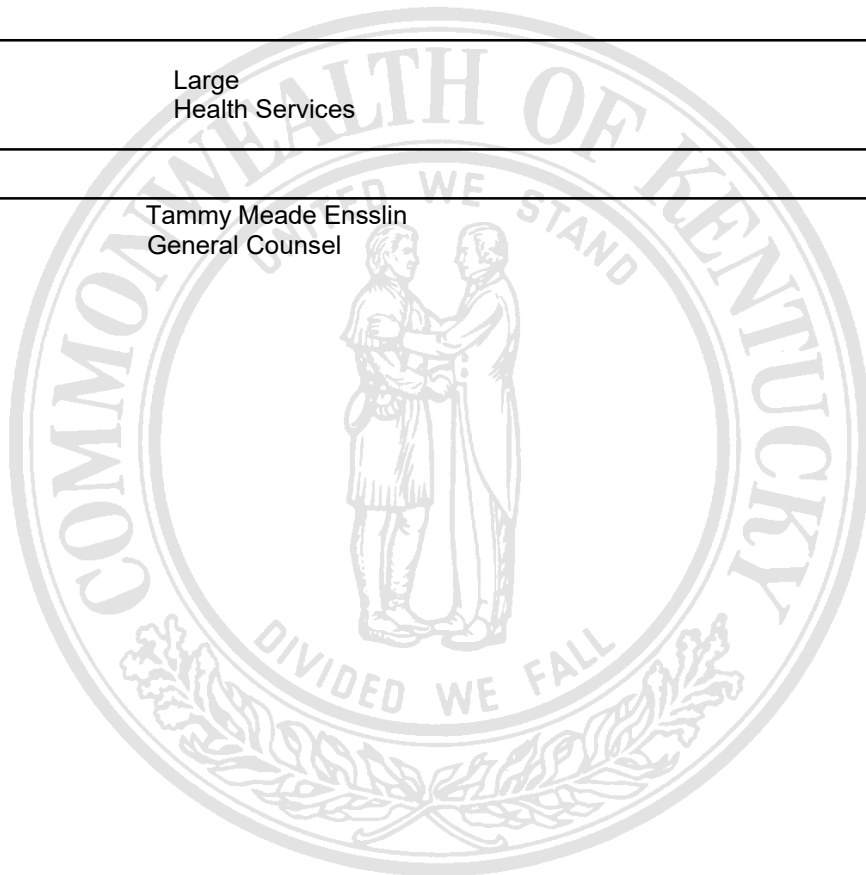 Large
Health Services
Tammy Meade Ensslin
General Counsel
COMMONWEALTH OF KENTUCKY
UNITED WE STAND
DIVIDED WE FALL